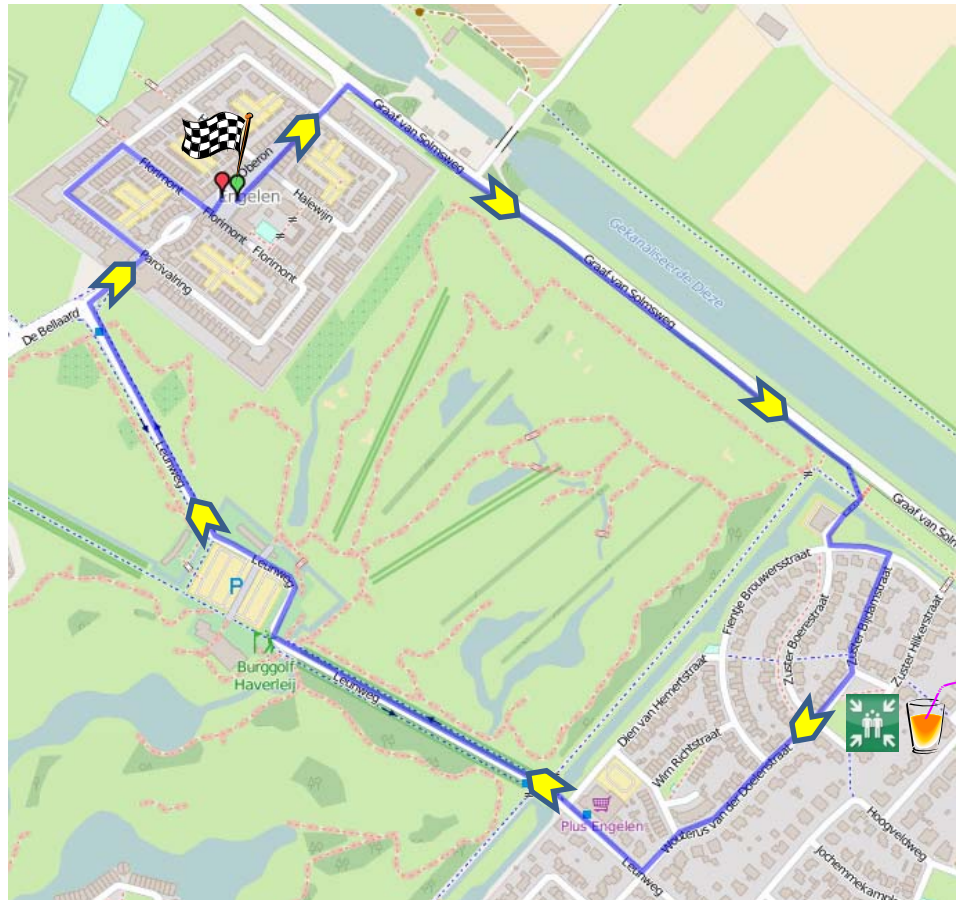 Graaf van Solmsweg
Oberon
Florimont
Halewijn
Engelen
Florimont
Florimont
Parcivalring
De Bellaard
Gekanaliseerde Dieze
Graaf van Solmsweg
Leunweg
Graaf van Solm
Leunweg
P
Burggolf
Haverleij
Leunweg
Fientje Brouwersstraat
Zuster Boerestraat
Zuster Bijdamstraat
Zuster Hilkerstraat
Dien van Hemertstraat
Wim Richtstraat
Wouterus van der Doelenstraat
Plus Engelen
Leunweg
Hoogveldweg
Jochemmekamp